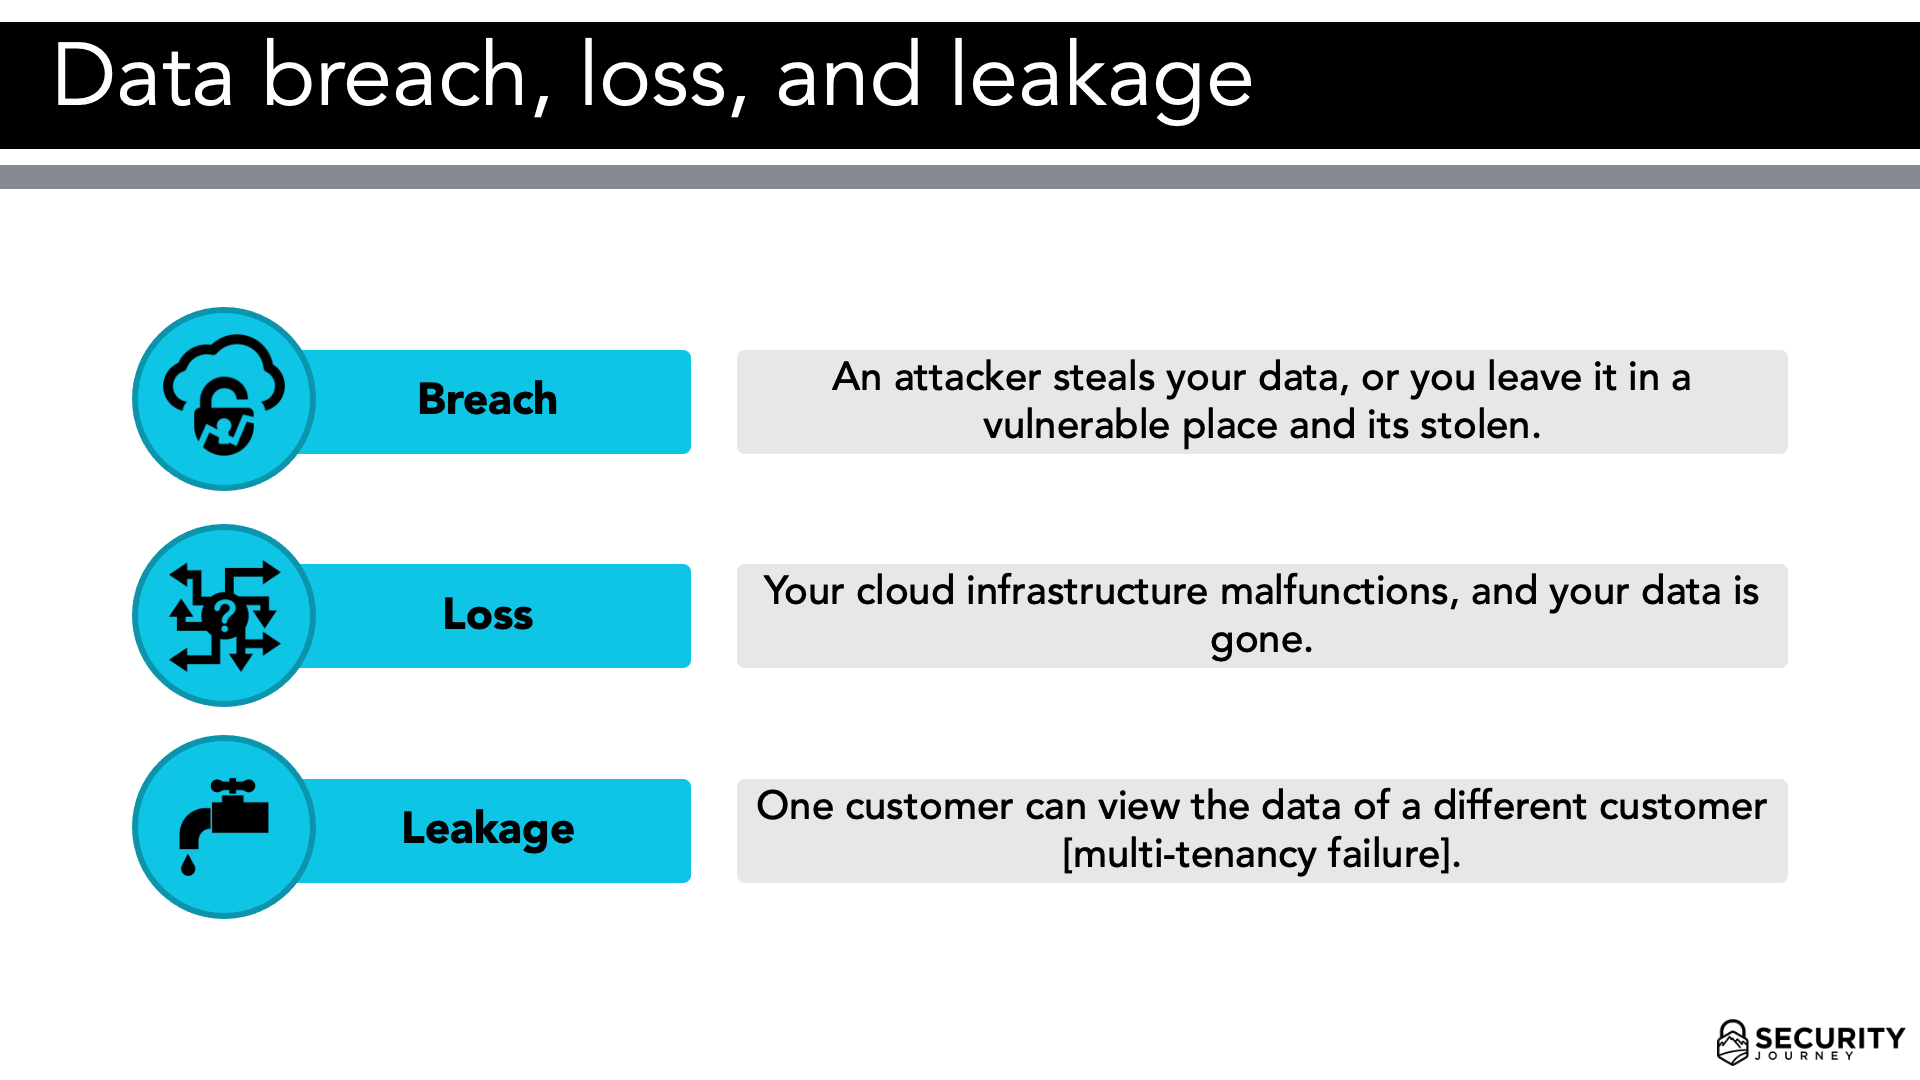 Data breach, loss, and leakage
Breach
An attacker steals your data, or you leave it in a
vulnerable place and its stolen.
?
Loss
Your cloud infrastructure malfunctions, and your data is
gone.
Leakage
One customer can view the data of a different customer
[multi-tenancy failure].
SECURITY
JOURNEY